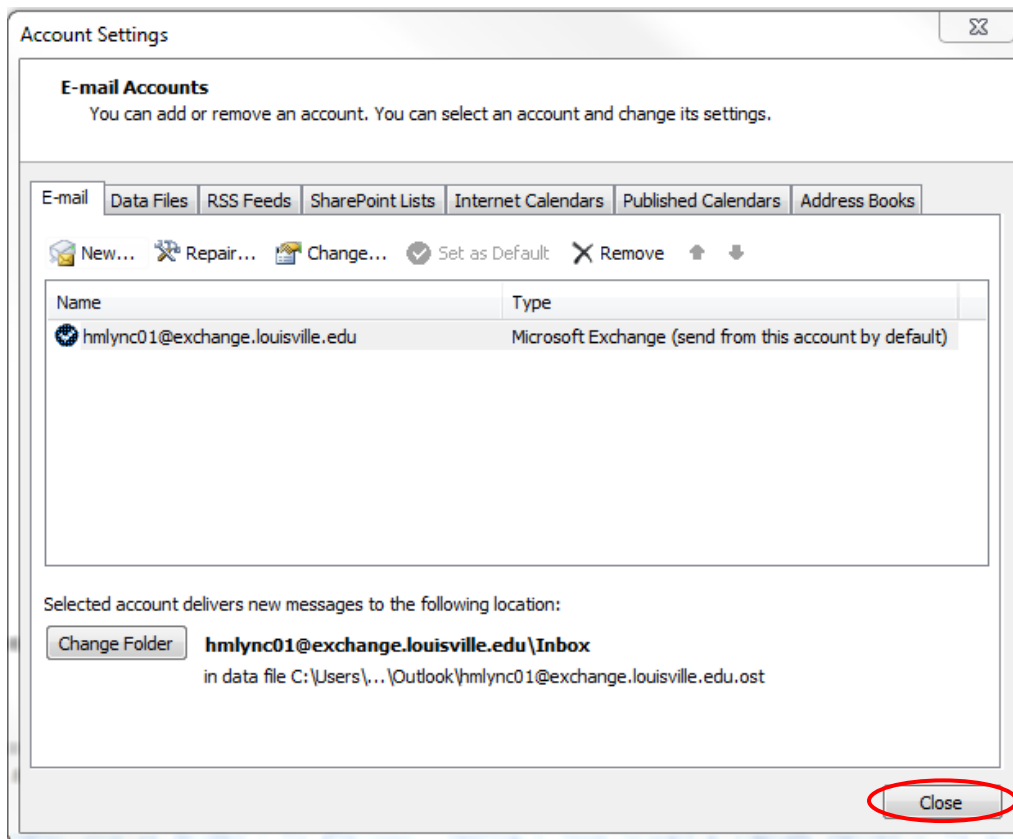 Account Settings
E-mail Accounts
You can add or remove an account. You can select an account and change its settings.
E-mail Data Files RSS Feeds SharePoint Lists Internet Calendars Published Calendars Address Books
New... Repair... Change... Set as Default Remove
Name Type
hmlync01@exchange.louisville.edu Microsoft Exchange (send from this account by default)
Selected account delivers new messages to the following location:
Change Folder hmlync01@exchange.louisville.edu\Inbox
in data file C:\Users\...\Outlook\hmlync01@exchange.louisville.edu.ost
Close